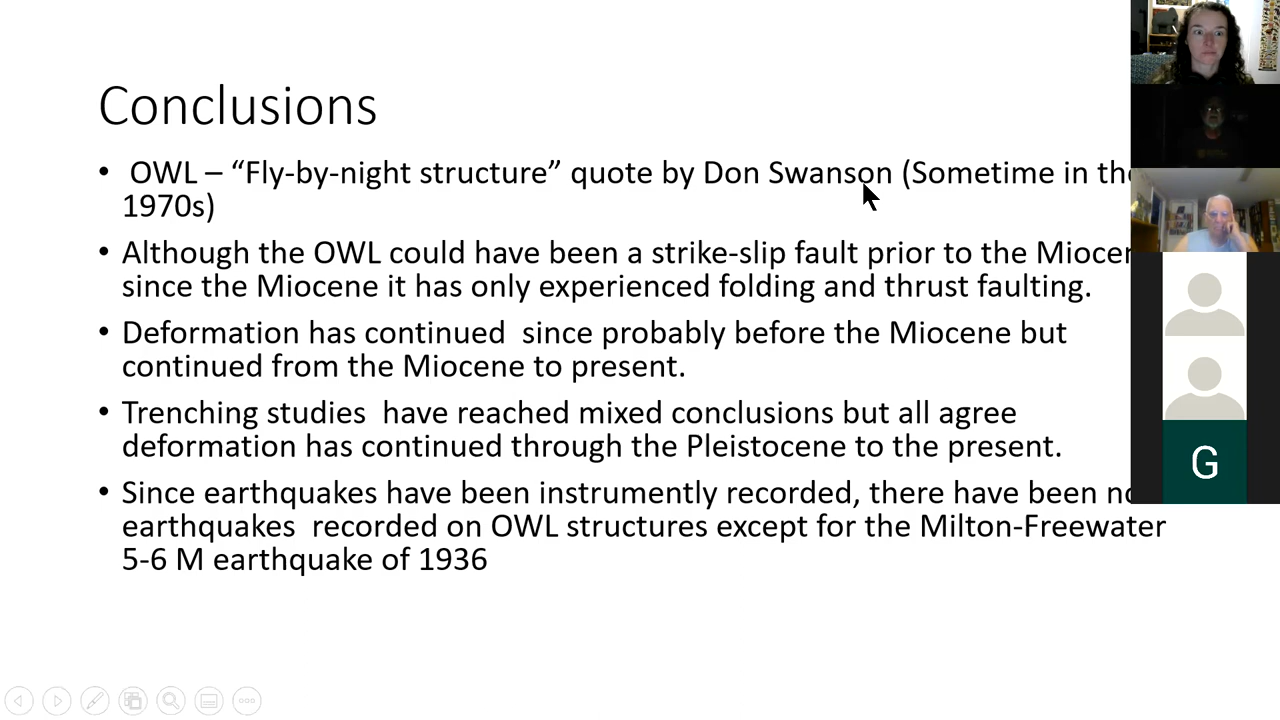 Conclusions
• OWL – “Fly-by-night structure” quote by Don Swanson (Sometime in the
1970s)
• Although the OWL could have been a strike-slip fault prior to the
since the Miocene it has only experienced folding and thrust faulting.
• Deformation has continued since probably before the Miocene but
continued from the Miocene to present.
• Trenching studies have reached mixed conclusions but all agree
deformation has continued through the Pleistocene to the present.
• Since earthquakes have been instrumently recorded, there have been no
earthquakes recorded on OWL structures except for the Milton-Freewater
5-6 M earthquake of 1936
G